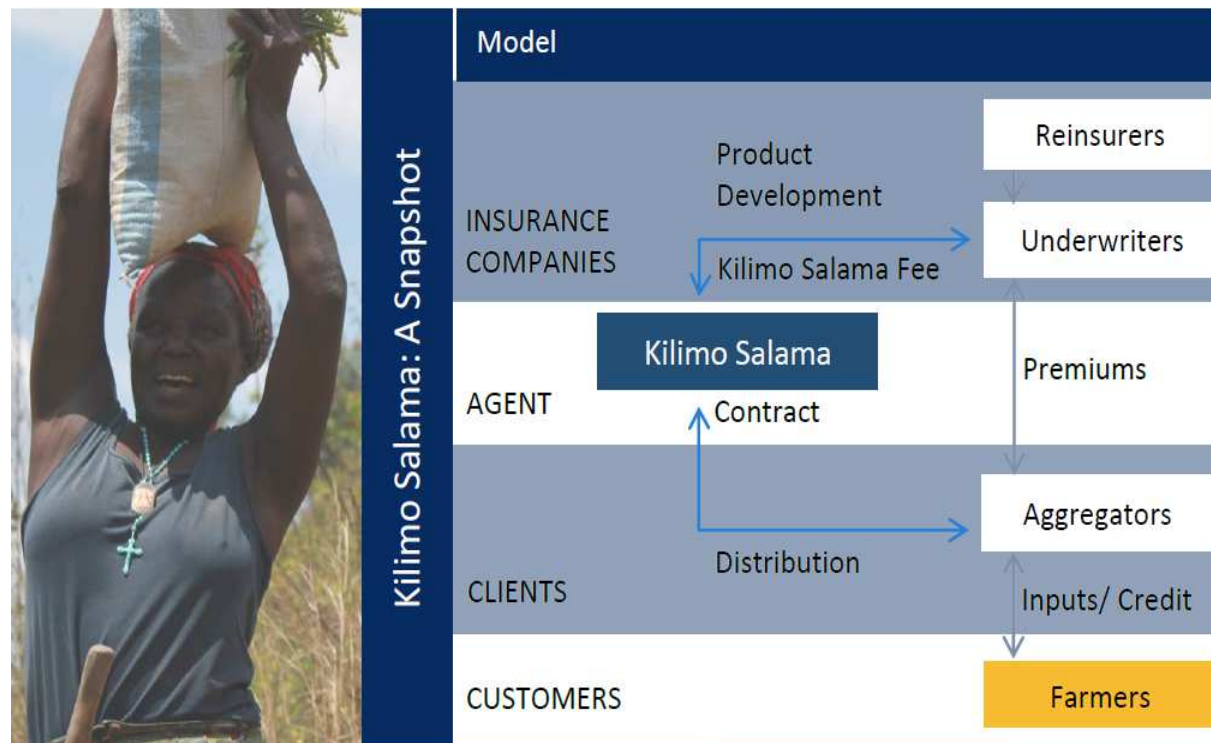 Kilimo Salama: A Snapshot
Model
Reinsurers
Product
Development
INSURANCE
COMPANIES
Underwriters
Kilimo Salama Fee
Kilimo Salama
Premiums
AGENT
Contract
Aggregators
Distribution
CLIENTS
Inputs/ Credit
CUSTOMERS
Farmers